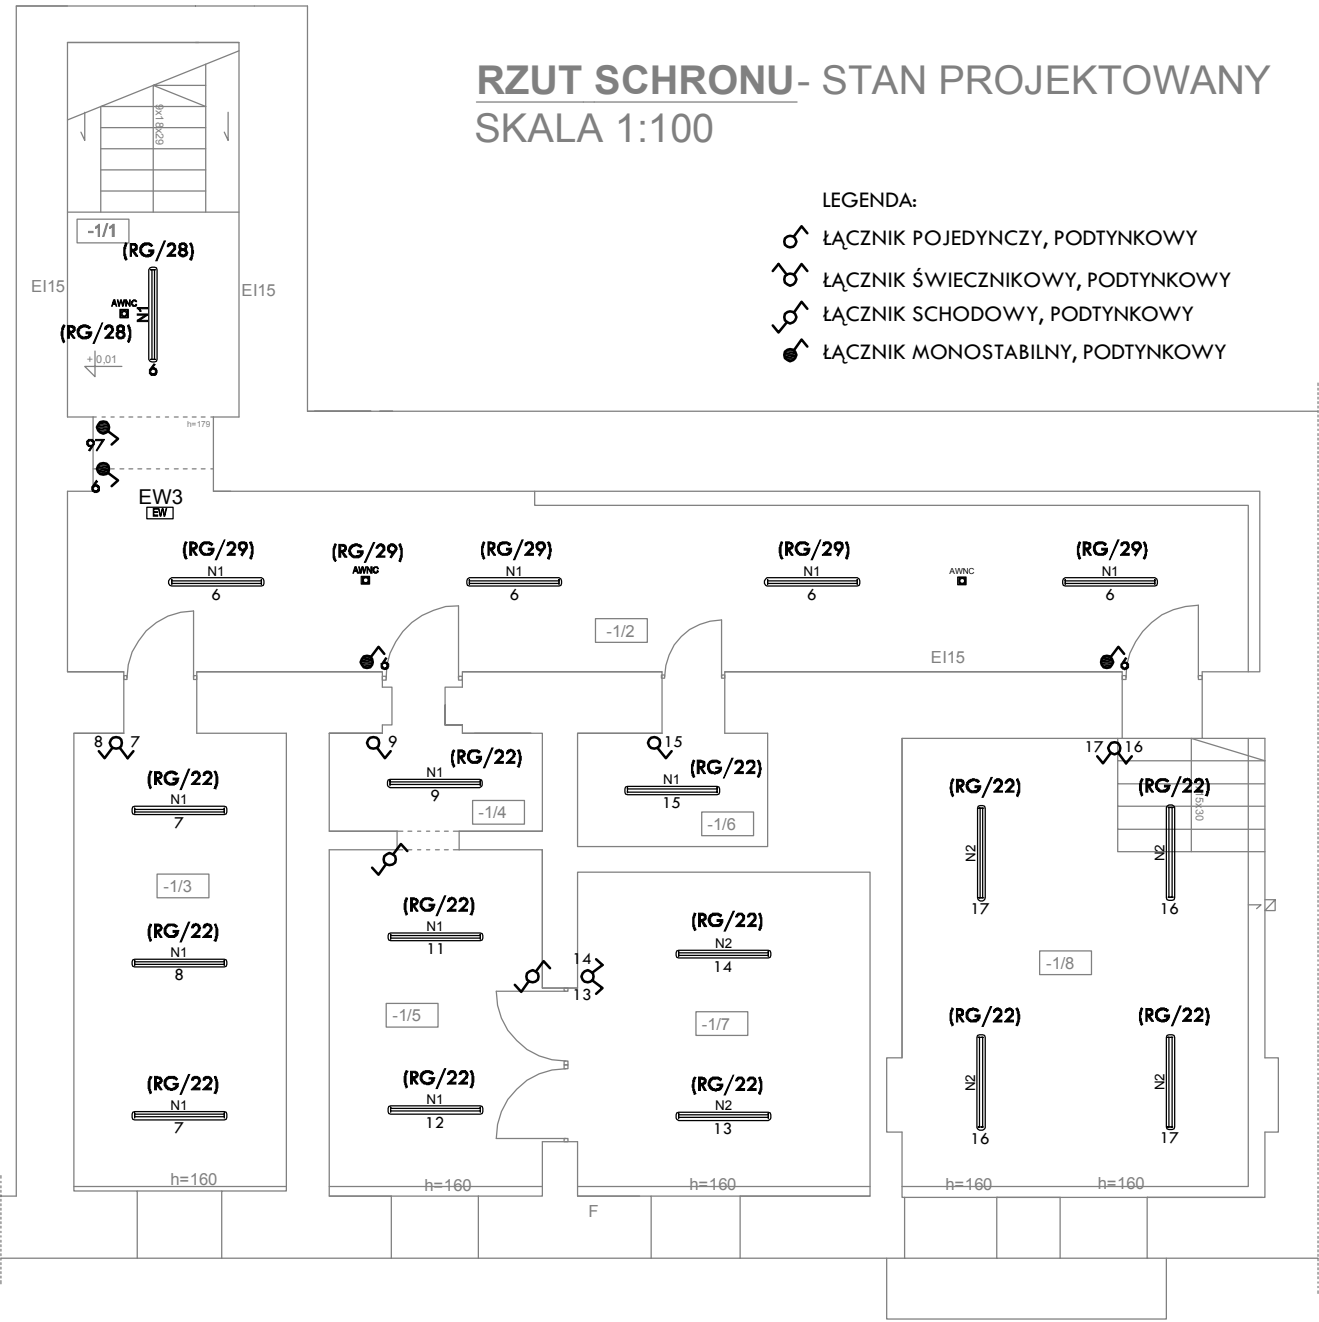 RZUT SCHRONU- STAN PROJEKTOWANY
SKALA 1:100
LEGENDA:
ŁĄCZNIK POJEDYNCZY, PODTYNKOWY
ŁĄCZNIK ŚWIECZNIKOWY, PODTYNKOWY
ŁĄCZNIK SCHODOWY, PODTYNKOWY
ŁĄCZNIK MONOSTABILNY, PODTYNKOWY
9x18x29
-1/1
(RG/28)
EI15
EI15
AWNC
N1
(RG/28)
+0,01
6
h=179
97
6
EW3
EW
(RG/29)
(RG/29)
(RG/29)
(RG/29)
(RG/29)
N1
AWNC
N1
N1
AWNC
N1
6
6
6
6
-1/2
EI15
6
6
8 7
9
15
17 16
(RG/22)
N1
7
(RG/22)
N1
9
-1/4
(RG/22)
N1
15
-1/6
(RG/22)
N2
17
(RG/22)
5x30
N2
16
-1/3
(RG/22)
N1
8
(RG/22)
N1
11
(RG/22)
N2
14
14
13
-1/8
-1/5
-1/7
(RG/22)
N2
16
(RG/22)
N2
17
(RG/22)
N1
7
(RG/22)
N1
12
(RG/22)
N2
13
h=160
h=160
h=160
h=160
h=160
F